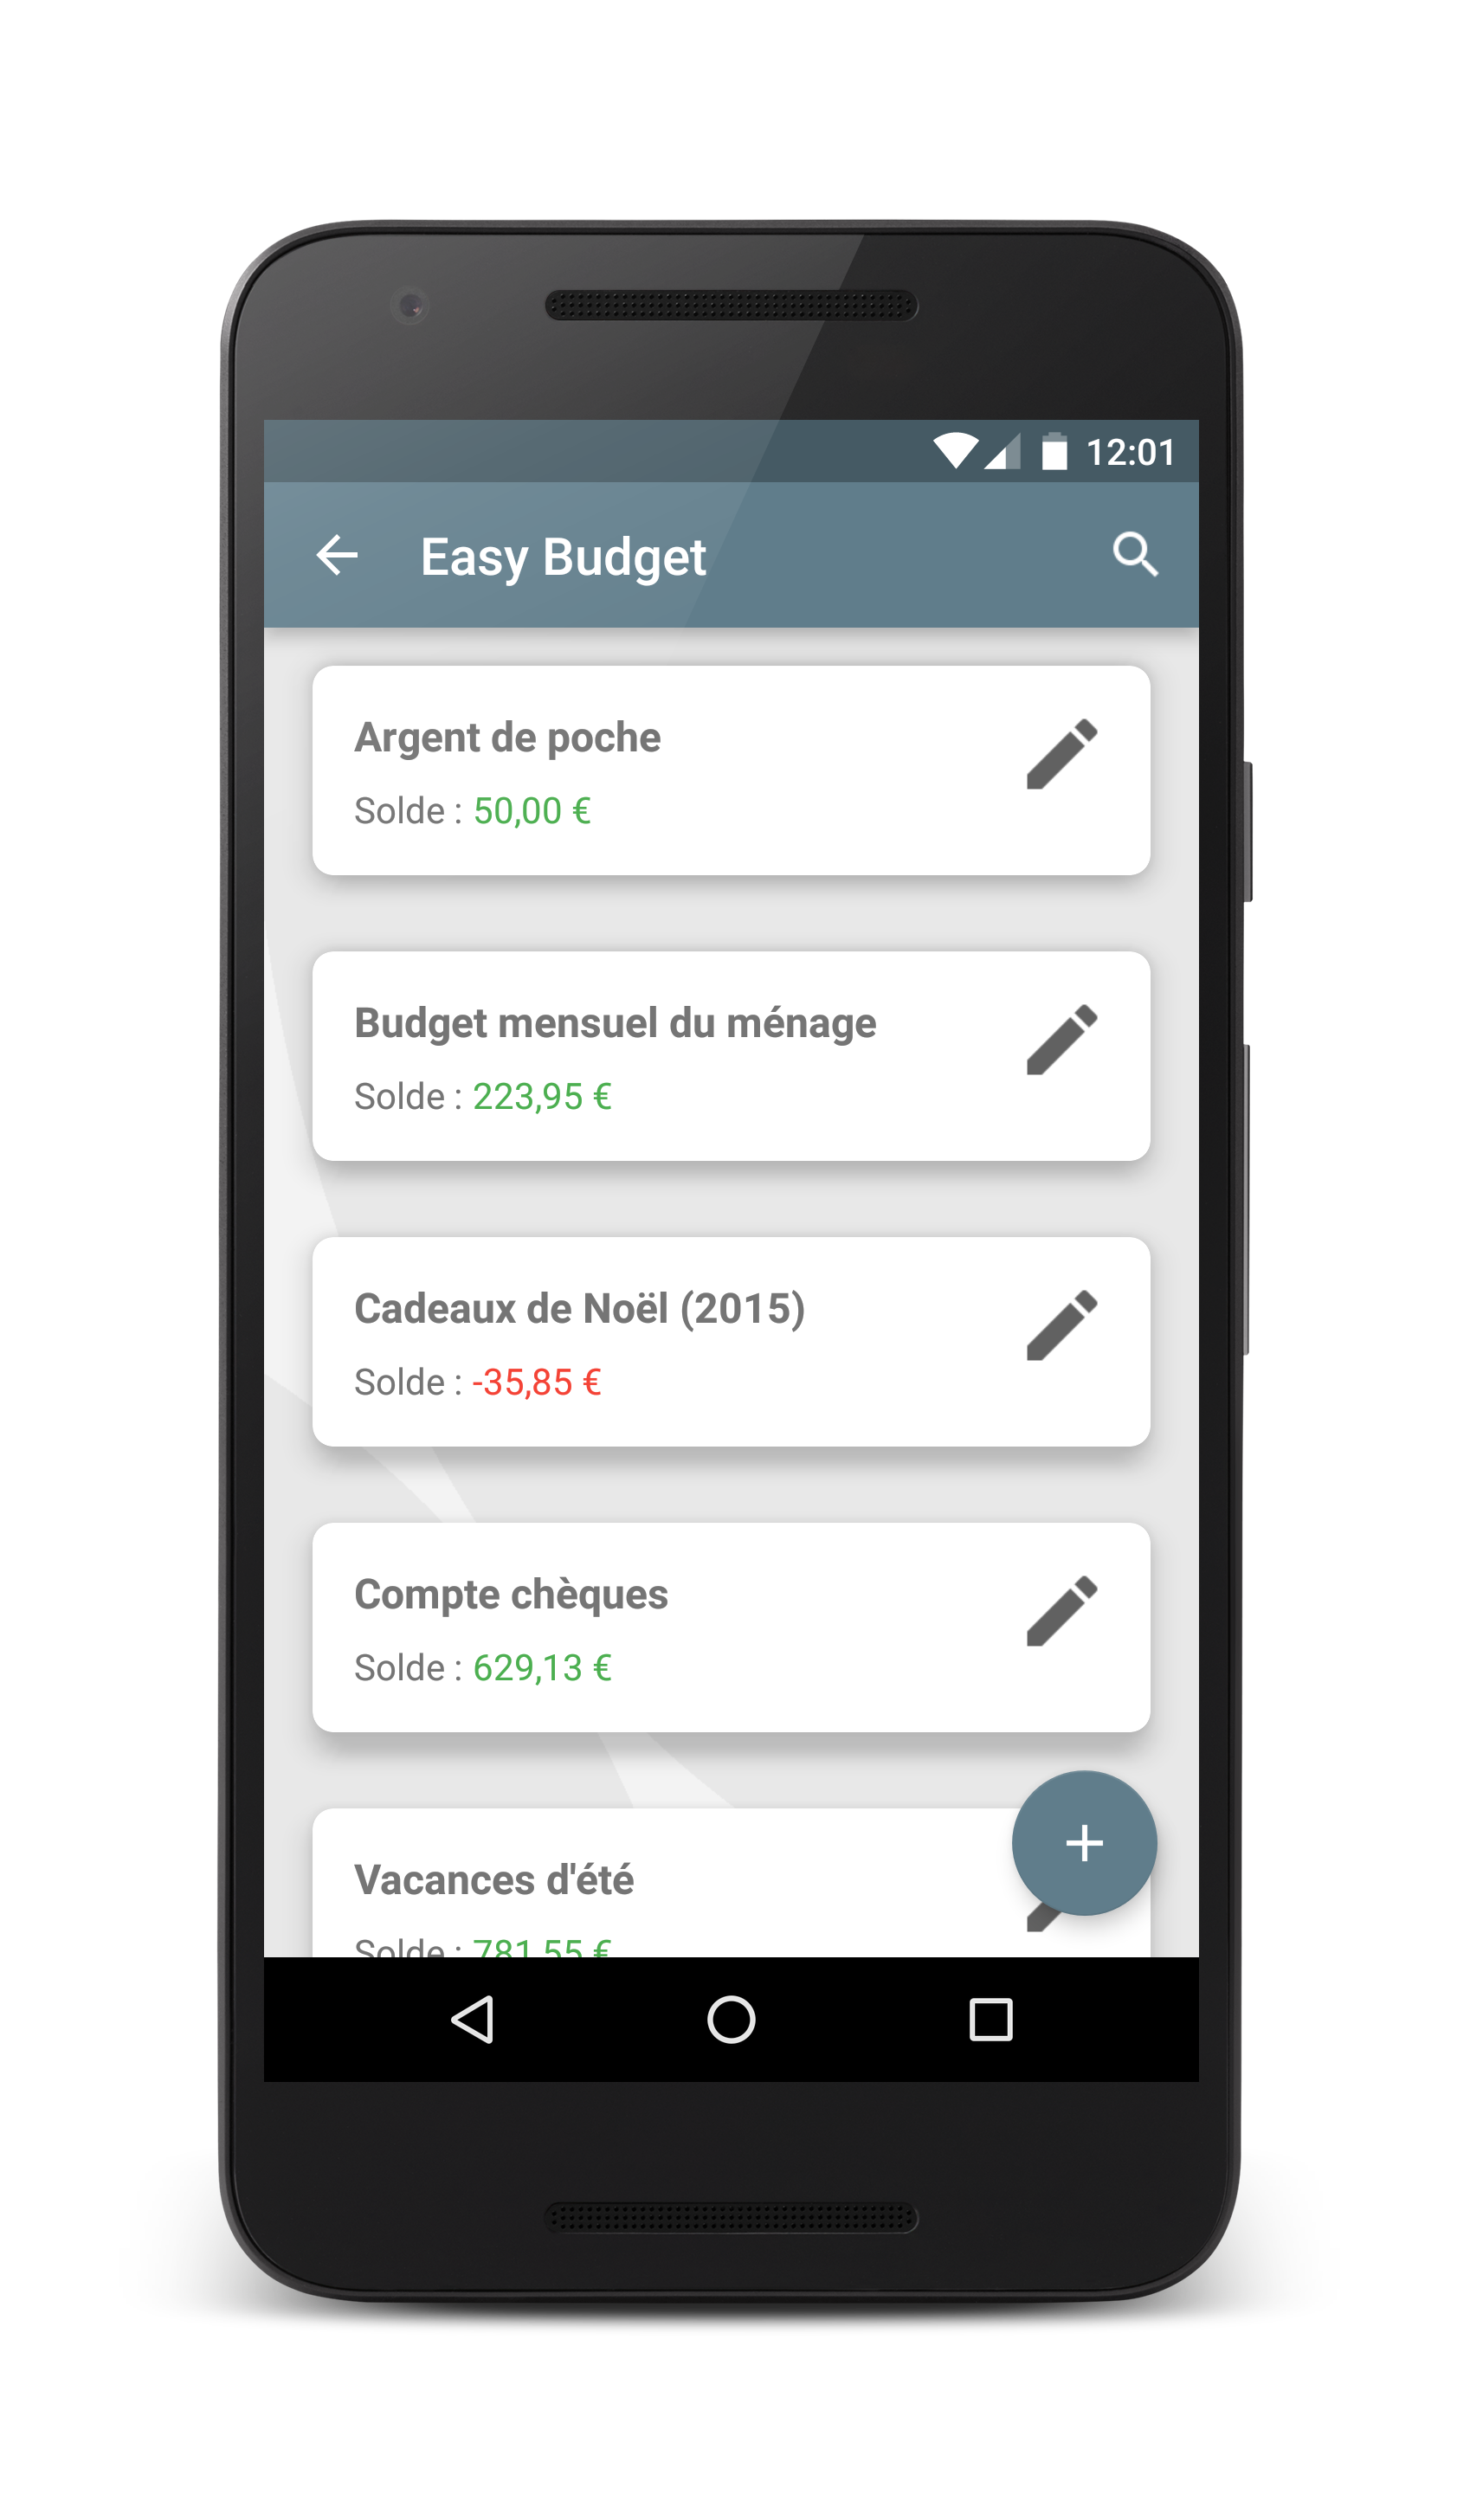 12:01
Easy Budget
Argent de poche
Solde : 50,00 €
Budget mensuel du ménage
Solde : 223,95 €
Cadeaux de Noël (2015)
Solde : -35,85 €
Compte chèques
Solde : 629,13 €
Vacances d'été
Solde : 781,55 €